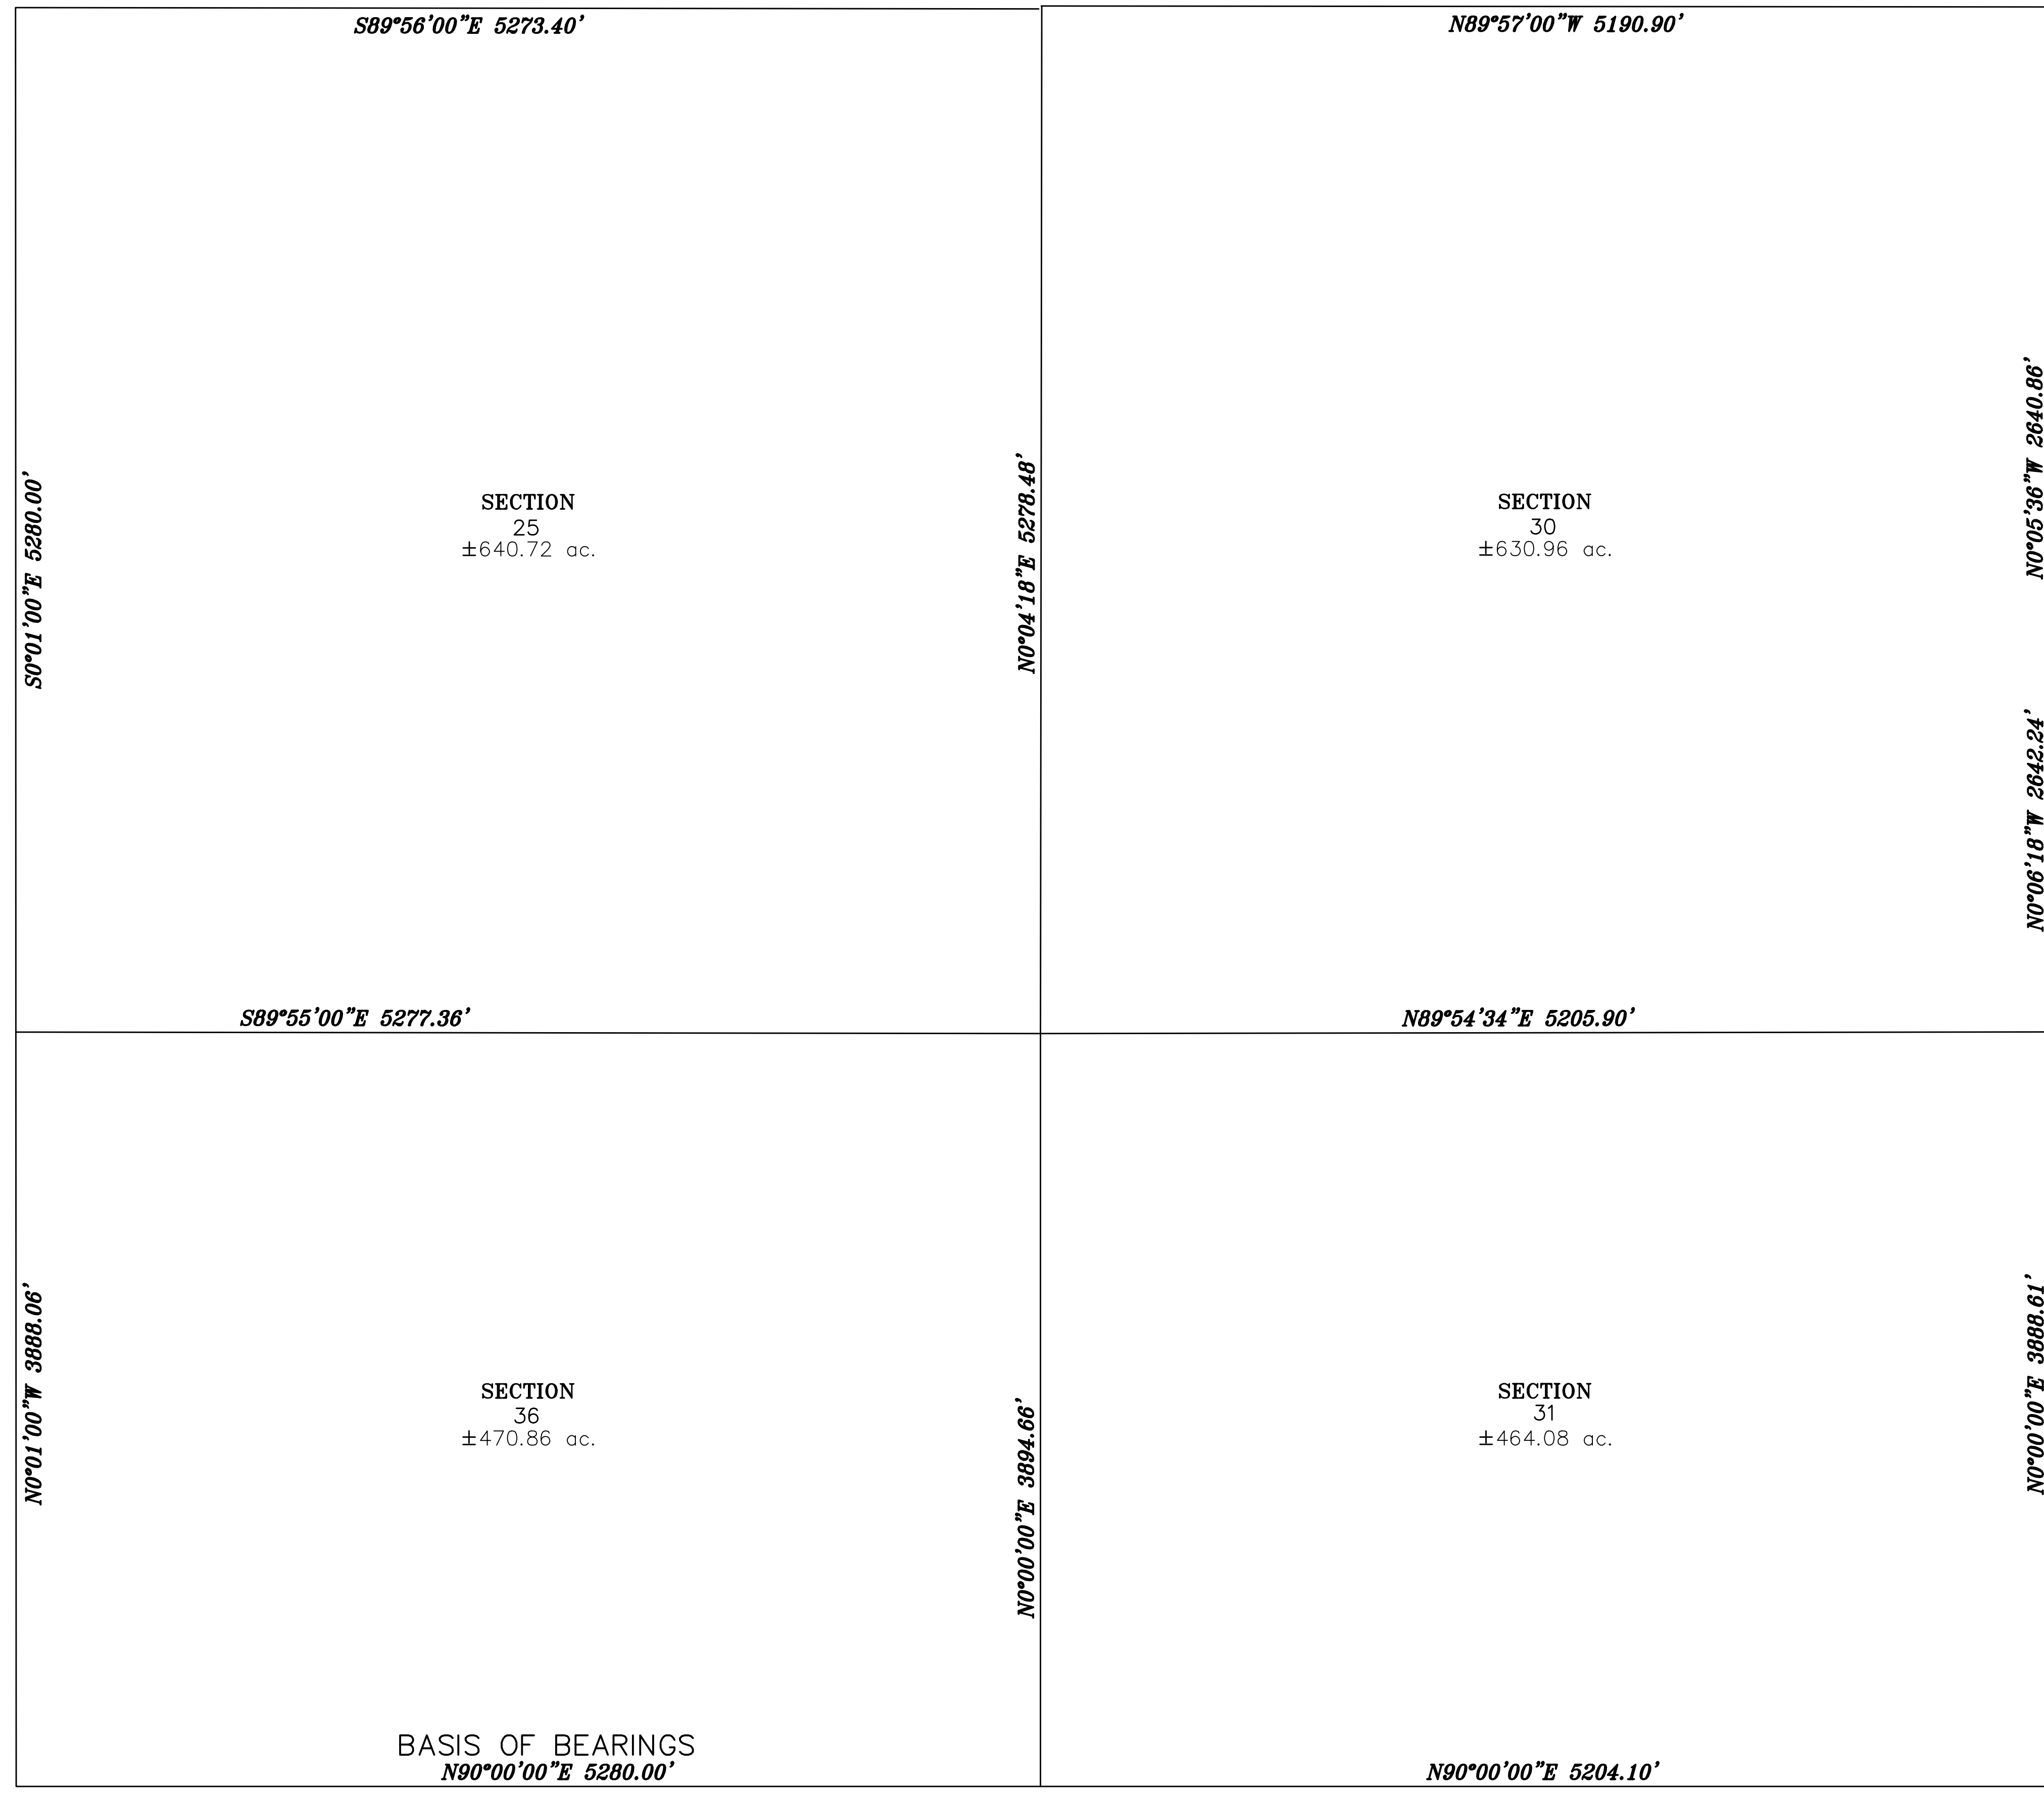 S89°56'00"E 5273.40'
N89°57'00"W 5190.90'
S0°01'00"E 5280.00'
SECTION
25
±640.72 ac.
N0°04'18"E 5278.48'
SECTION
30
±630.96 ac.
N0°05'36"W 2640.86'
N0°06'18"W 2642.24'
S89°55'00"E 5277.36'
N89°54'34"E 5205.90'
N0°01'00"W 3888.06'
SECTION
36
±470.86 ac.
N0°00'00"E 3894.66'
SECTION
31
±464.08 ac.
N0°00'00"E 3888.61'
BASIS OF BEARINGS
N90°00'00"E 5280.00'
N90°00'00"E 5204.10'